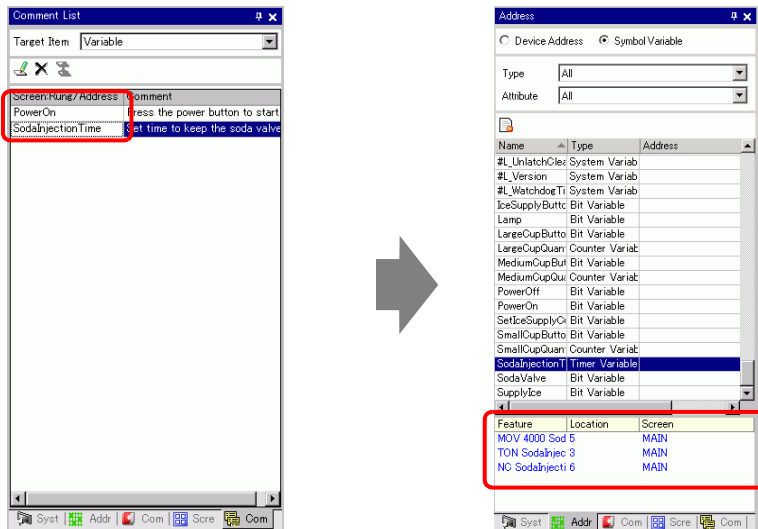 Comment List
Target Item Variable
Screen:Rung/Address Comment
PowerOn Press the power button to start
SodaInjectionTime Set time to keep the soda valve
Syst Addr Com Scre Com
Address
Device Address Symbol Variable
Type All
Attribute All
Name Type Address
#L_UnlatchClea System Variab
#L_Version System Variab
#L_WatchdogTi System Variab
IceSupplyButto Bit Variable
Lamp Bit Variable
LargeCupButto Bit Variable
LargeCupQuan Counter Variab
MediumCupBut Bit Variable
MediumCupQua Counter Variab
PowerOff Bit Variable
PowerOn Bit Variable
SetIceSupplyC Bit Variable
SmallCupButto Bit Variable
SmallCupQuan Counter Variab
SodaInjectionT Timer Variable
SodaValve Bit Variable
SupplyIce Bit Variable
Feature Location Screen
MOV 4000 Sod 5 MAIN
TON SodaInjec 3 MAIN
NC SodaInjecti 6 MAIN
Syst Addr Com Scre Com